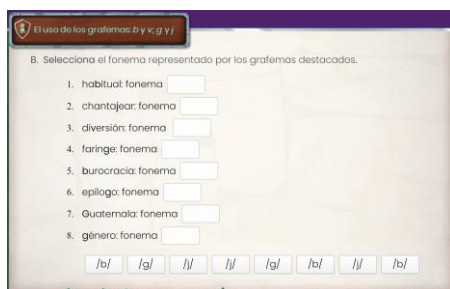 El uso de los grafemas: b y v; g y j
B. Selecciona el fonema representado por los grafemas destacados.
1. habitual: fonema
2. chantajear: fonema
3. diversión: fonema
4. faringe: fonema
5. burocracia: fonema
6. epílogo: fonema
7. Guatemala: fonema
8. género: fonema
/b/ /g/ /j/ /j/ /g/ /b/ /j/ /b/